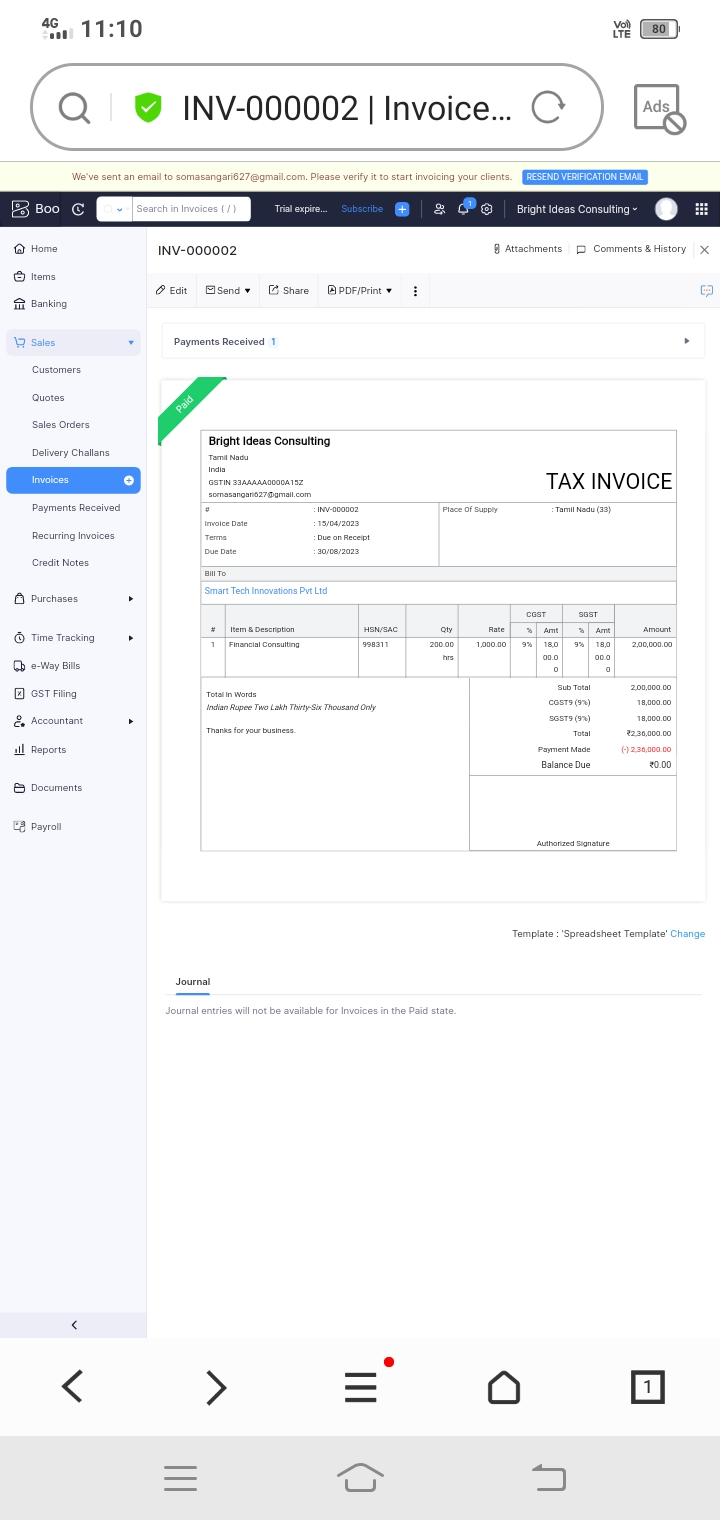 4G 11:10 Vo) LTE 80
INV-000002 | Invoice... Ads
We've sent an email to somasangari627@gmail.com. Please verify it to start invoicing your clients. RESEND VERIFICATION EMAIL
Boo Search in Invoices ( / ) Trial expire... Subscribe 1 Bright Ideas Consulting
Home
Items
Banking
Sales
Customers
Quotes
Sales Orders
Delivery Challans
Invoices
Payments Received
Recurring Invoices
Credit Notes
Purchases
Time Tracking
e-Way Bills
GST Filing
Accountant
Reports
Documents
Payroll
INV-000002 Attachments Comments & History
Edit Send Share PDF/Print
Payments Received 1
Paid
Bright Ideas Consulting
Tamil Nadu
India
GSTIN 33AAAAA0000A15Z
somasangari627@gmail.com
TAX INVOICE
# : INV-000002 Place Of Supply : Tamil Nadu (33)
Invoice Date : 15/04/2023
Terms : Due on Receipt
Due Date : 30/08/2023
Bill To
Smart Tech Innovations Pvt Ltd
CGST SGST
# Item & Description HSN/SAC Qty Rate % Amt % Amt Amount
1 Financial Consulting 998311 200.00 1,000.00 9% 18,0 9% 18,0 2,00,000.00
hrs 00.0 00.0
0 0
Sub Total 2,00,000.00
CGST9 (9%) 18,000.00
SGST9 (9%) 18,000.00
Total ₹2,36,000.00
Payment Made (-) 2,36,000.00
Balance Due ₹0.00
Total In Words
Indian Rupee Two Lakh Thirty-Six Thousand Only
Thanks for your business.
Authorized Signature
Template : 'Spreadsheet Template' Change
Journal
Journal entries will not be available for Invoices in the Paid state.
1